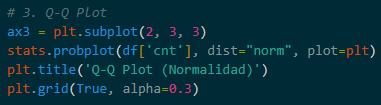 # 3. Q-Q Plot
ax3 = plt.subplot(2, 3, 3)
stats.probplot(df['cnt'], dist="norm", plot=plt)
plt.title('Q-Q Plot (Normalidad)')
plt.grid(True, alpha=0.3)